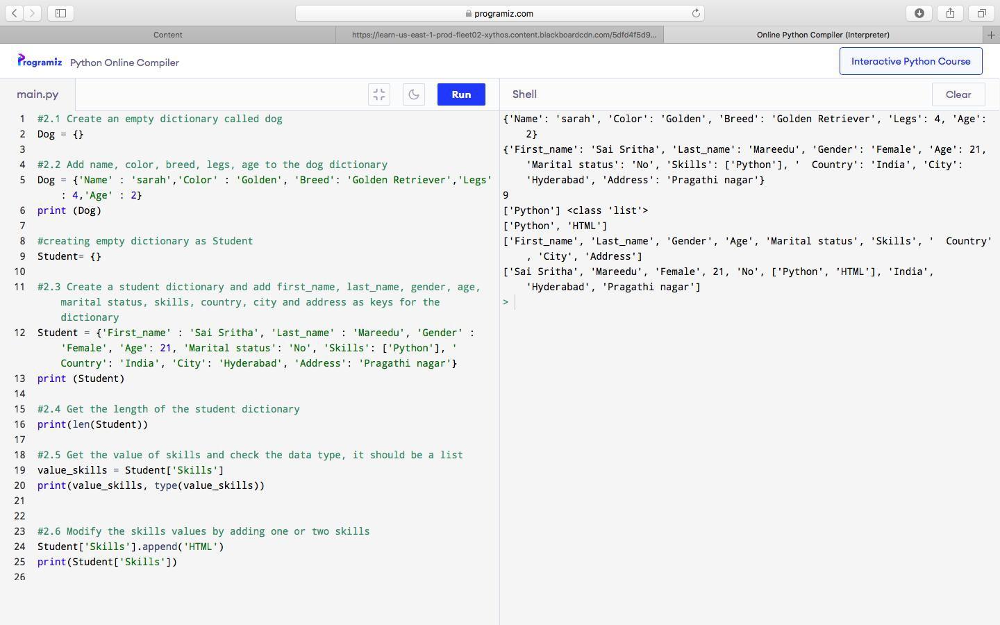 programiz.com
Content
https://learn-us-east-1-prod-fleet02-xythos.content.blackboardcdn.com/5dfd4f5d9...
Online Python Compiler (Interpreter)
Programiz
Python Online Compiler
Interactive Python Course
main.py
Run
Shell
Clear
1 #2.1 Create an empty dictionary called dog
2 Dog = {}
3
4 #2.2 Add name, color, breed, legs, age to the dog dictionary
5 Dog = {'Name' : 'sarah','Color' : 'Golden', 'Breed': 'Golden Retriever','Legs'
: 4,'Age' : 2}
6 print (Dog)
7
8 #creating empty dictionary as Student
9 Student= {}
10
11 #2.3 Create a student dictionary and add first_name, last_name, gender, age,
marital status, skills, country, city and address as keys for the
dictionary
12 Student = {'First_name' : 'Sai Sritha', 'Last_name' : 'Mareedu', 'Gender' :
'Female', 'Age': 21, 'Marital status': 'No', 'Skills': ['Python'], '
Country': 'India', 'City': 'Hyderabad', 'Address': 'Pragathi nagar'}
13 print (Student)
14
15 #2.4 Get the length of the student dictionary
16 print(len(Student))
17
18 #2.5 Get the value of skills and check the data type, it should be a list
19 value_skills = Student['Skills']
20 print(value_skills, type(value_skills))
21
22
23 #2.6 Modify the skills values by adding one or two skills
24 Student['Skills'].append('HTML')
25 print(Student['Skills'])
26
{'Name': 'sarah', 'Color': 'Golden', 'Breed': 'Golden Retriever', 'Legs': 4, 'Age':
2}
{'First_name': 'Sai Sritha', 'Last_name': 'Mareedu', 'Gender': 'Female', 'Age': 21,
'Marital status': 'No', 'Skills': ['Python'], '  Country': 'India', 'City':
'Hyderabad', 'Address': 'Pragathi nagar'}
9
['Python'] <class 'list'>
['Python', 'HTML']
['First_name', 'Last_name', 'Gender', 'Age', 'Marital status', 'Skills', '  Country'
, 'City', 'Address']
['Sai Sritha', 'Mareedu', 'Female', 21, 'No', ['Python', 'HTML'], 'India',
'Hyderabad', 'Pragathi nagar']
>